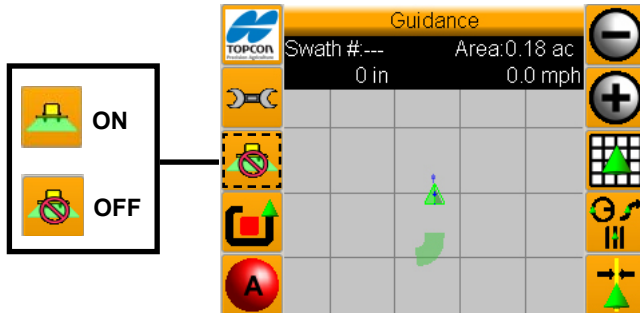 Guidance
TOPCON
Precision Agriculture
Swath #:---
Area:0.18 ac
0 in
0.0 mph
ON
OFF
A